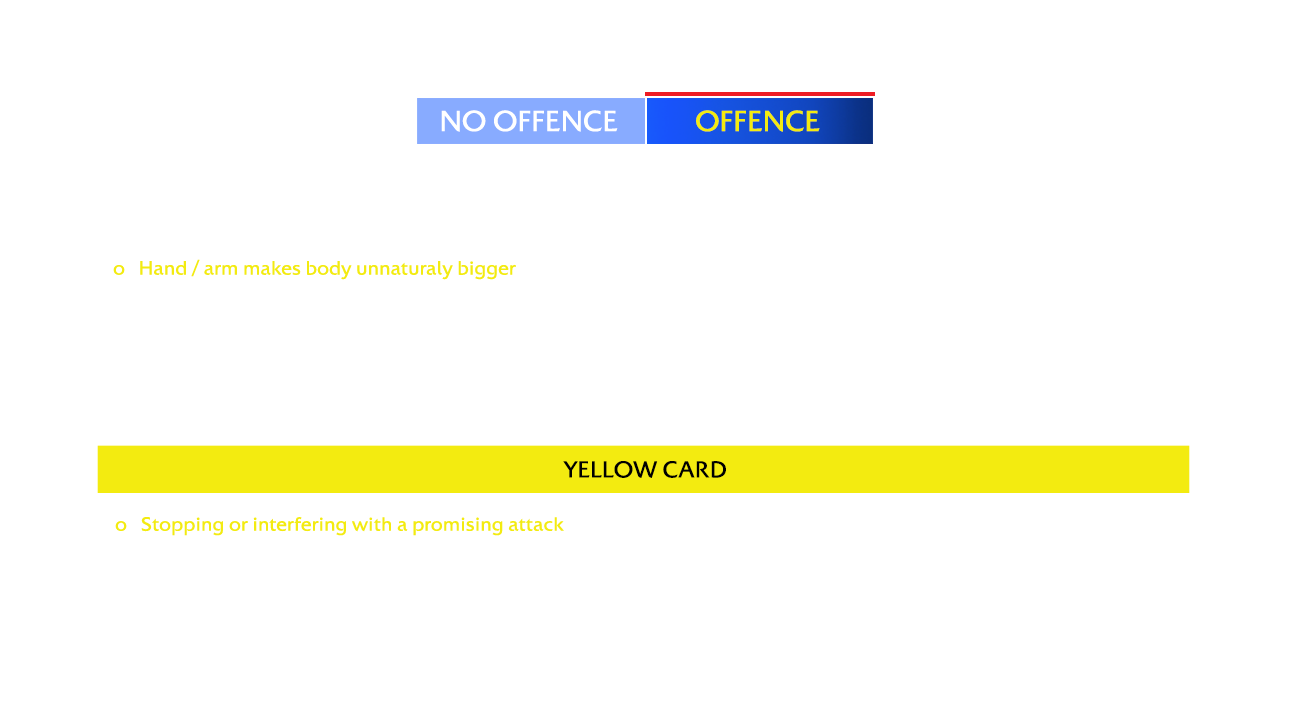 NO OFFENCE OFFENCE
o Hand / arm makes body unnaturaly bigger
YELLOW CARD
o Stopping or interfering with a promising attack